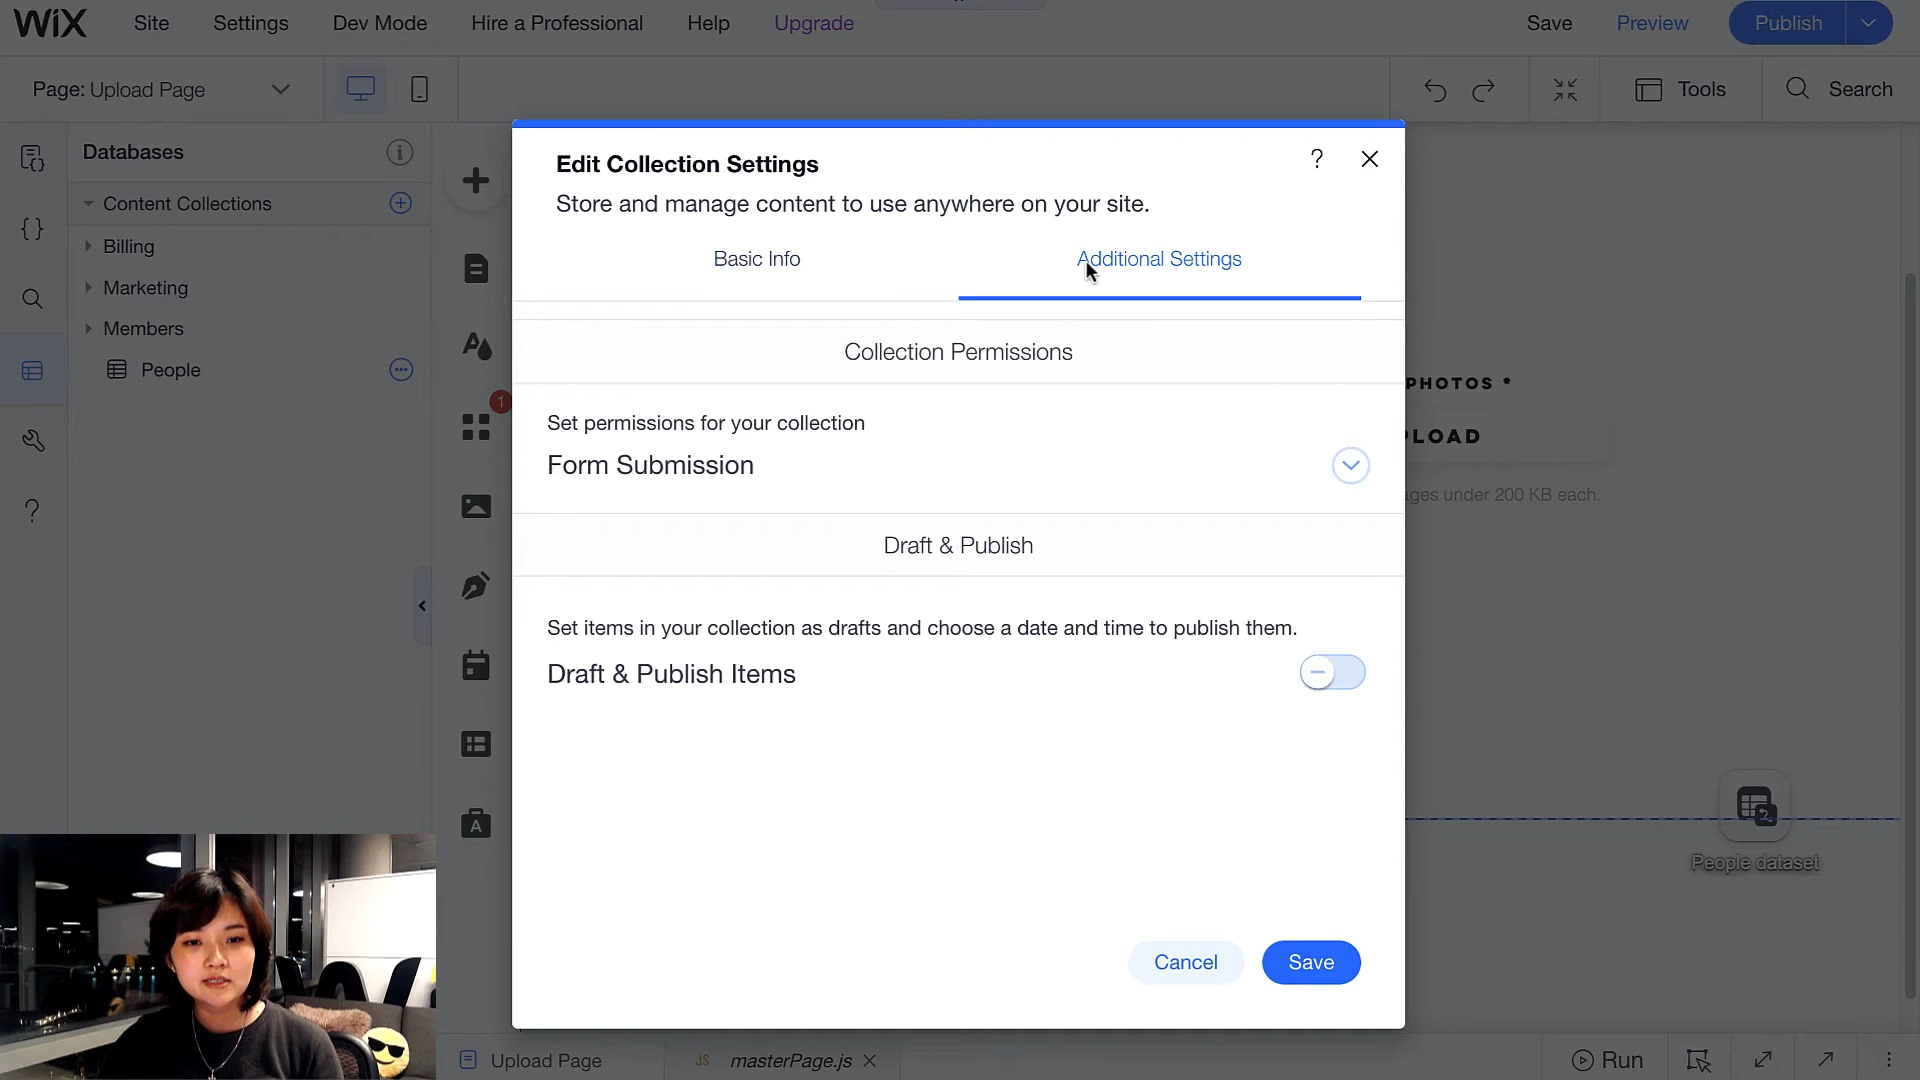 WiX Site Settings Dev Mode Hire a Professional Help Upgrade Save Preview Publish
Page: Upload Page Tools Search
Databases
Content Collections
Billing
Marketing
Members
People
1
Edit Collection Settings
Store and manage content to use anywhere on your site.
Basic Info Additional Settings
Collection Permissions
Set permissions for your collection
Form Submission
Draft & Publish
Set items in your collection as drafts and choose a date and time to publish them.
Draft & Publish Items
Cancel Save
PHOTOS *
LOAD
ges under 200 KB each.
People dataset
Upload Page JS masterPage.js Run